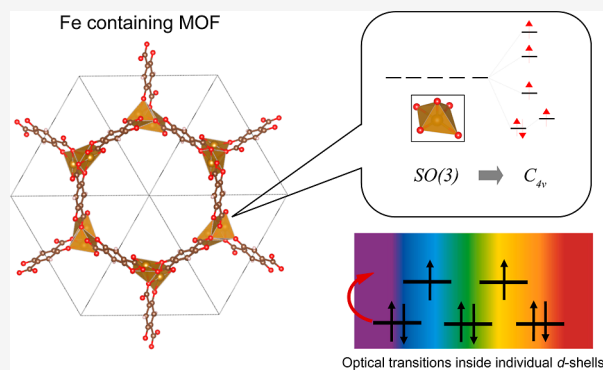 Fe containing MOF
SO(3) C4v
Optical transitions inside individual d-shells